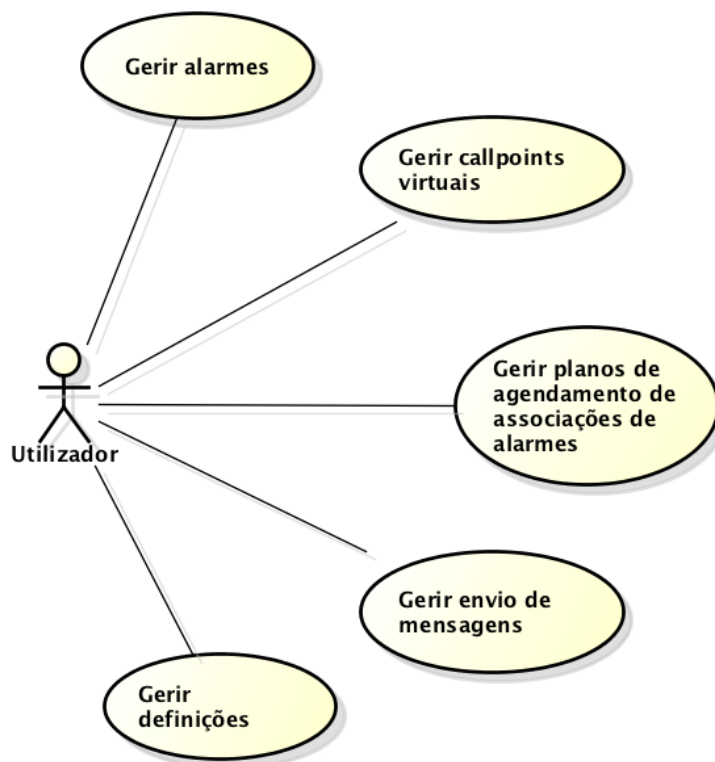 Gerir alarmes
Gerir callpoints
virtuais
Gerir planos de
agendamento de
associações de
alarmes
Utilizador
Gerir envio de
mensagens
Gerir
definições